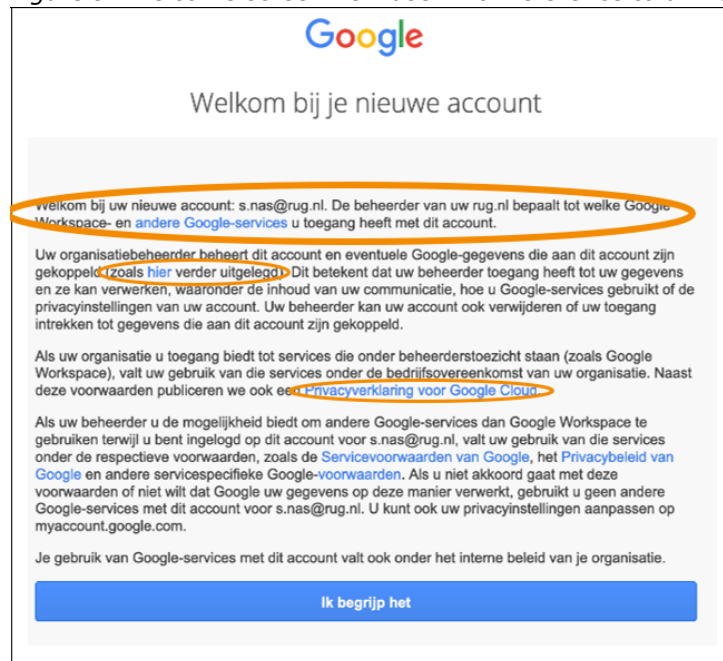 Google
Welkom bij je nieuwe account
Welkom bij uw nieuwe account: s.nas@rug.nl. De beheerder van uw rug.nl bepaalt tot welke Google
Workspace- en andere Google-services u toegang heeft met dit account.
Uw organisatiebeheerder beheert dit account en eventuele Google-gegevens die aan dit account zijn
gekoppeld (zoals hier verder uitgelegd). Dit betekent dat uw beheerder toegang heeft tot uw gegevens
en ze kan verwerken, waaronder de inhoud van uw communicatie, hoe u Google-services gebruikt of de
privacyinstellingen van uw account. Uw beheerder kan uw account ook verwijderen of uw toegang
intrekken tot gegevens die aan dit account zijn gekoppeld.
Als uw organisatie u toegang biedt tot services die onder beheerderstoezicht staan (zoals Google
Workspace), valt uw gebruik van die services onder de bedrijfsovereenkomst van uw organisatie. Naast
deze voorwaarden publiceren we ook een Privacyverklaring voor Google Cloud.
Als uw beheerder u de mogelijkheid biedt om andere Google-services dan Google Workspace te
gebruiken terwijl u bent ingelogd op dit account voor s.nas@rug.nl, valt uw gebruik van die services
onder de respectieve voorwaarden, zoals de Servicevoorwaarden van Google, het Privacybeleid van
Google en andere servicespecifieke Google-voorwaarden. Als u niet akkoord gaat met deze
voorwaarden of niet wilt dat Google uw gegevens op deze manier verwerkt, gebruikt u geen andere
Google-services met dit account voor s.nas@rug.nl. U kunt ook uw privacyinstellingen aanpassen op
myaccount.google.com.
Je gebruik van Google-services met dit account valt ook onder het interne beleid van je organisatie.
Ik begrijp het